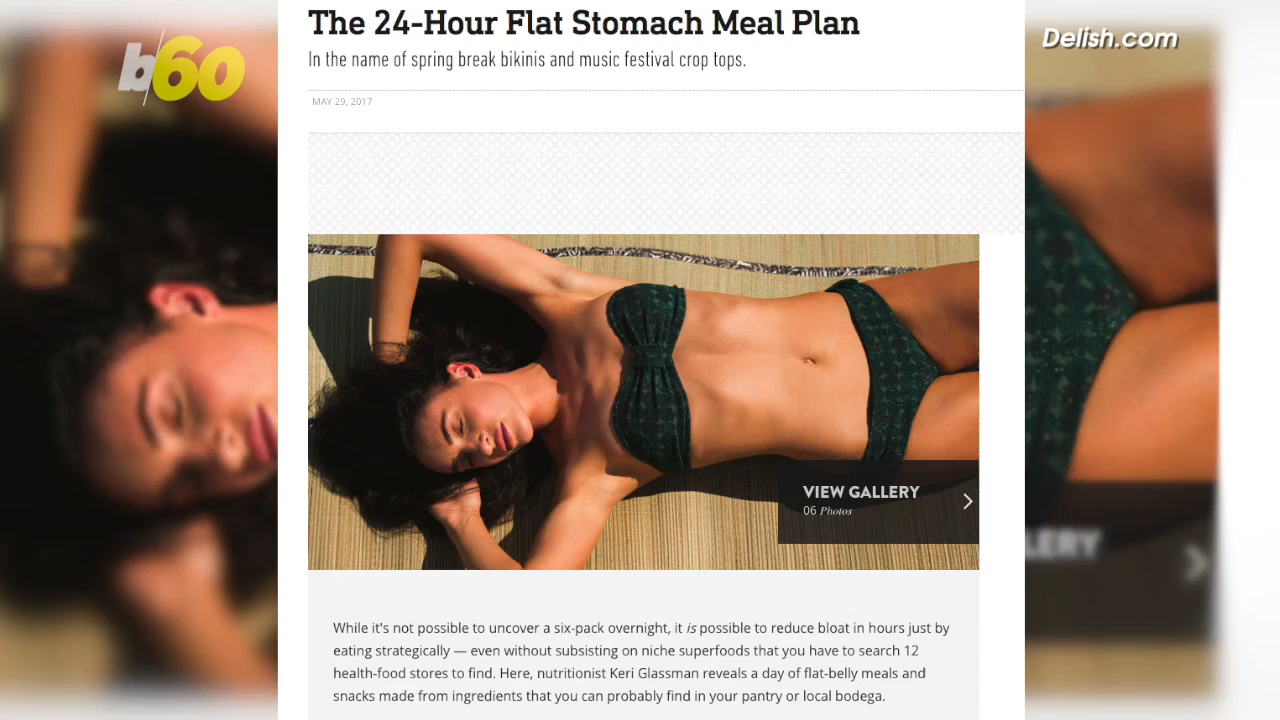 The 24-Hour Flat Stomach Meal Plan
In the name of spring break bikinis and music festival crop tops.
MAY 29, 2017
b60
Delish.com
VIEW GALLERY
06 Photos
LERY
While it's not possible to uncover a six-pack overnight, it is possible to reduce bloat in hours just by
eating strategically — even without subsisting on niche superfoods that you have to search 12
health-food stores to find. Here, nutritionist Keri Glassman reveals a day of flat-belly meals and
snacks made from ingredients that you can probably find in your pantry or local bodega.